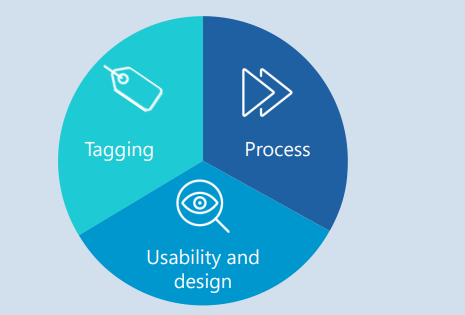 Tagging
Process
Usability and
design